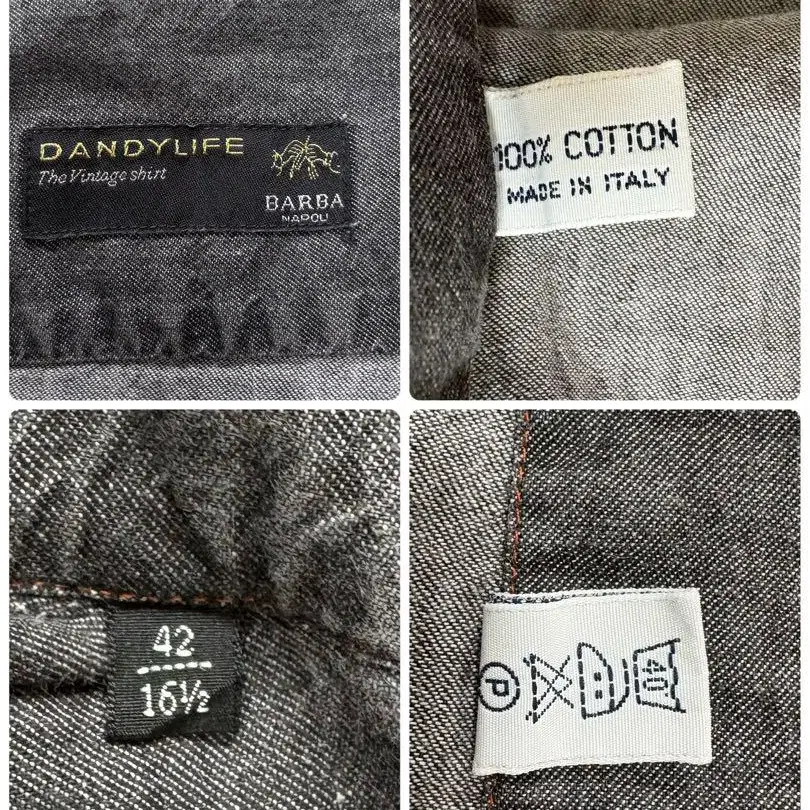 DANDYLIFE
The Vintage shirt
BARBA
NAPOLI
100% COTTON
MADE IN ITALY
42
16½
P
40